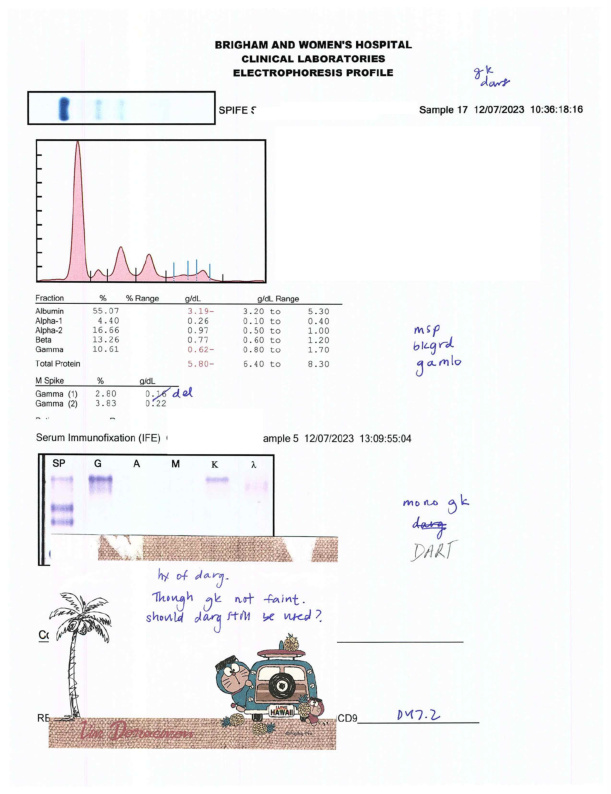 BRIGHAM AND WOMEN'S HOSPITAL
CLINICAL LABORATORIES
ELECTROPHORESIS PROFILE
gk
dara
SPIFE S
Sample 17 12/07/2023 10:36:18:16
Fraction % % Range g/dL g/dL Range
Albumin 55.07 3.19- 3.20 to 5.30
Alpha-1 4.40 0.26 0.10 to 0.40
Alpha-2 16.66 0.97 0.50 to 1.00
Beta 13.26 0.77 0.60 to 1.20
Gamma 10.61 0.62- 0.80 to 1.70
Total Protein 5.80- 6.40 to 8.30
msp
bkgrd
gamlo
M Spike % g/dL
Gamma (1) 2.80 0.16 del
Gamma (2) 3.83 0.22
Serum Immunofixation (IFE) ample 5 12/07/2023 13:09:55:04
SP G A M K λ
mono gk
darg
DART
hx of darg.
Though gk not faint.
should darg still be used?
Co
I LOVE
HAWAII
RE
CD9